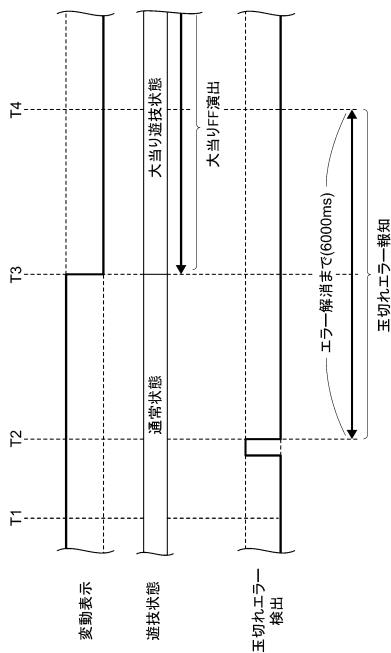 T1
T2
T3
T4
変動表示
遊技状態
通常状態
大当り遊技状態
大当りFF演出
玉切れエラー
検出
エラー解消まで(6000ms)
玉切れエラー報知